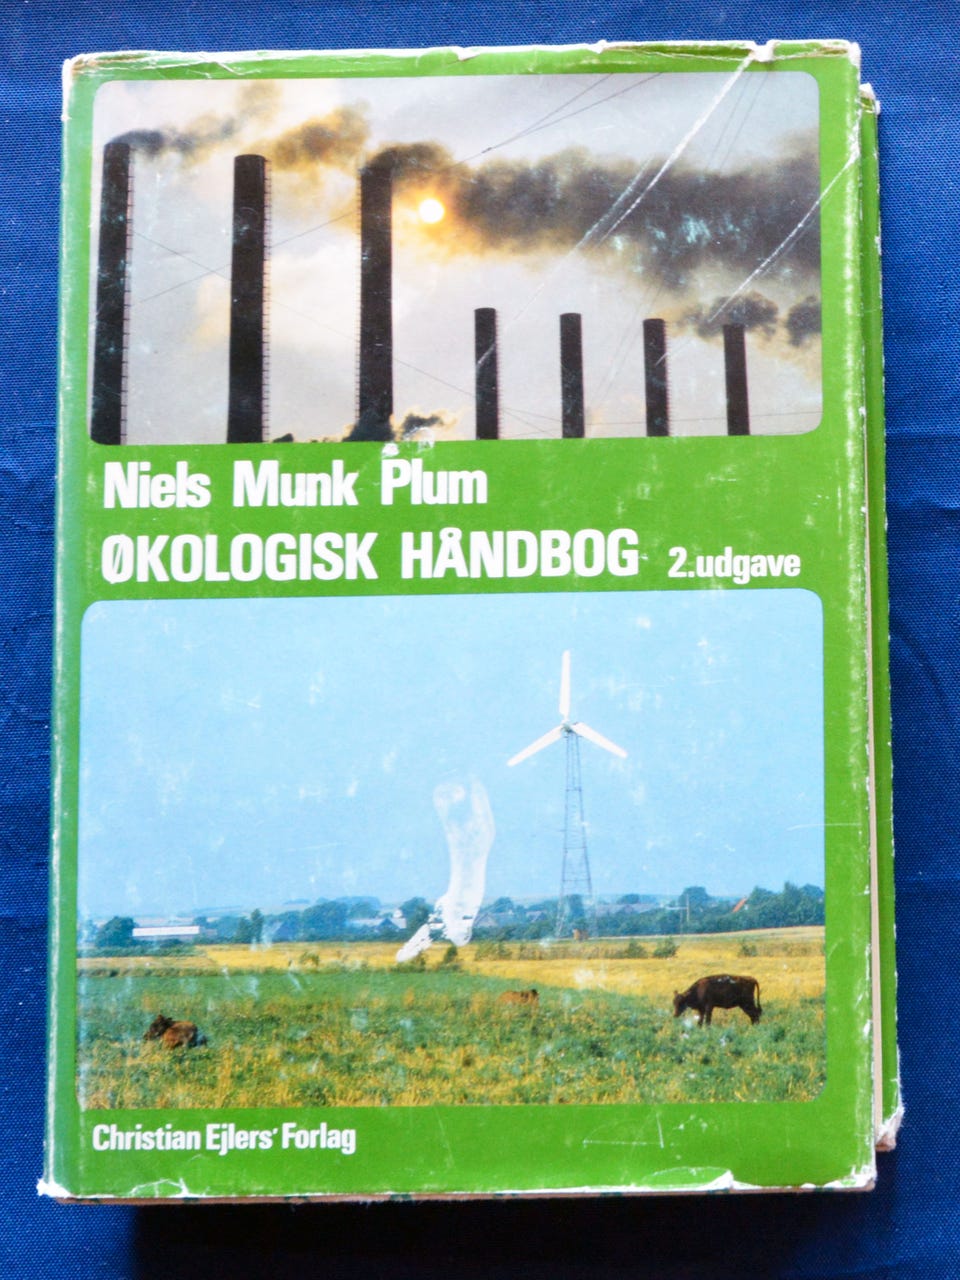 Niels Munk Plum
ØKOLOGISK HÅNDBOG 2.udgave
Christian Ejlers' Forlag